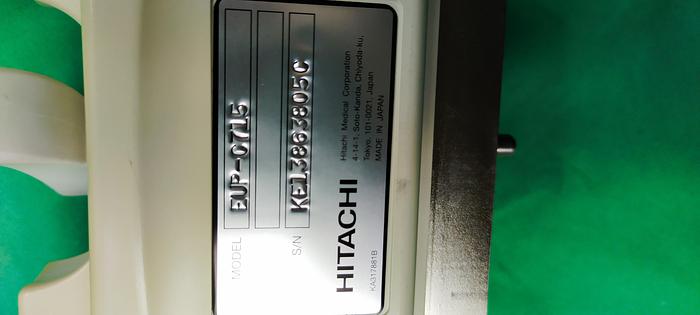 MODEL EUP-C715
S/N KE13863805C
HITACHI
Hitachi Medical Corporation
4-14-1, Soto-Kanda, Chiyoda-ku,
Tokyo, 101-0021, Japan
MADE IN JAPAN
KA317881B